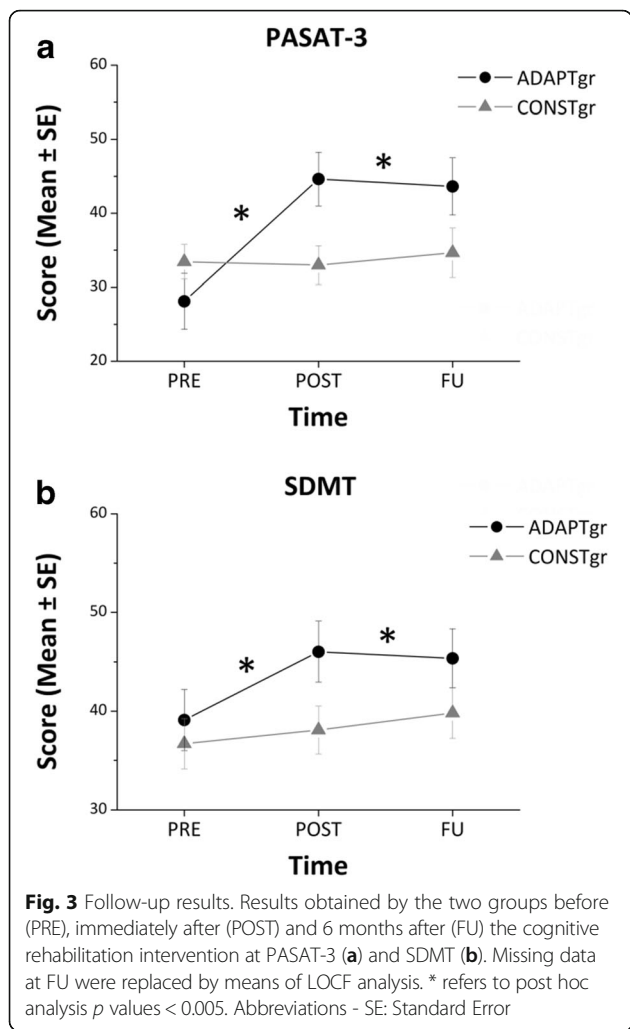 a
PASAT-3
60
50
40
30
20
Score (Mean ± SE)
ADAPTgr
CONSTgr
*
*
PRE POST FU
Time
b
SDMT
60
50
40
30
Score (Mean ± SE)
ADAPTgr
CONSTgr
*
*
PRE POST FU
Time
Fig. 3 Follow-up results. Results obtained by the two groups before
(PRE), immediately after (POST) and 6 months after (FU) the cognitive
rehabilitation intervention at PASAT-3 (a) and SDMT (b). Missing data
at FU were replaced by means of LOCF analysis. * refers to post hoc
analysis p values < 0.005. Abbreviations - SE: Standard Error